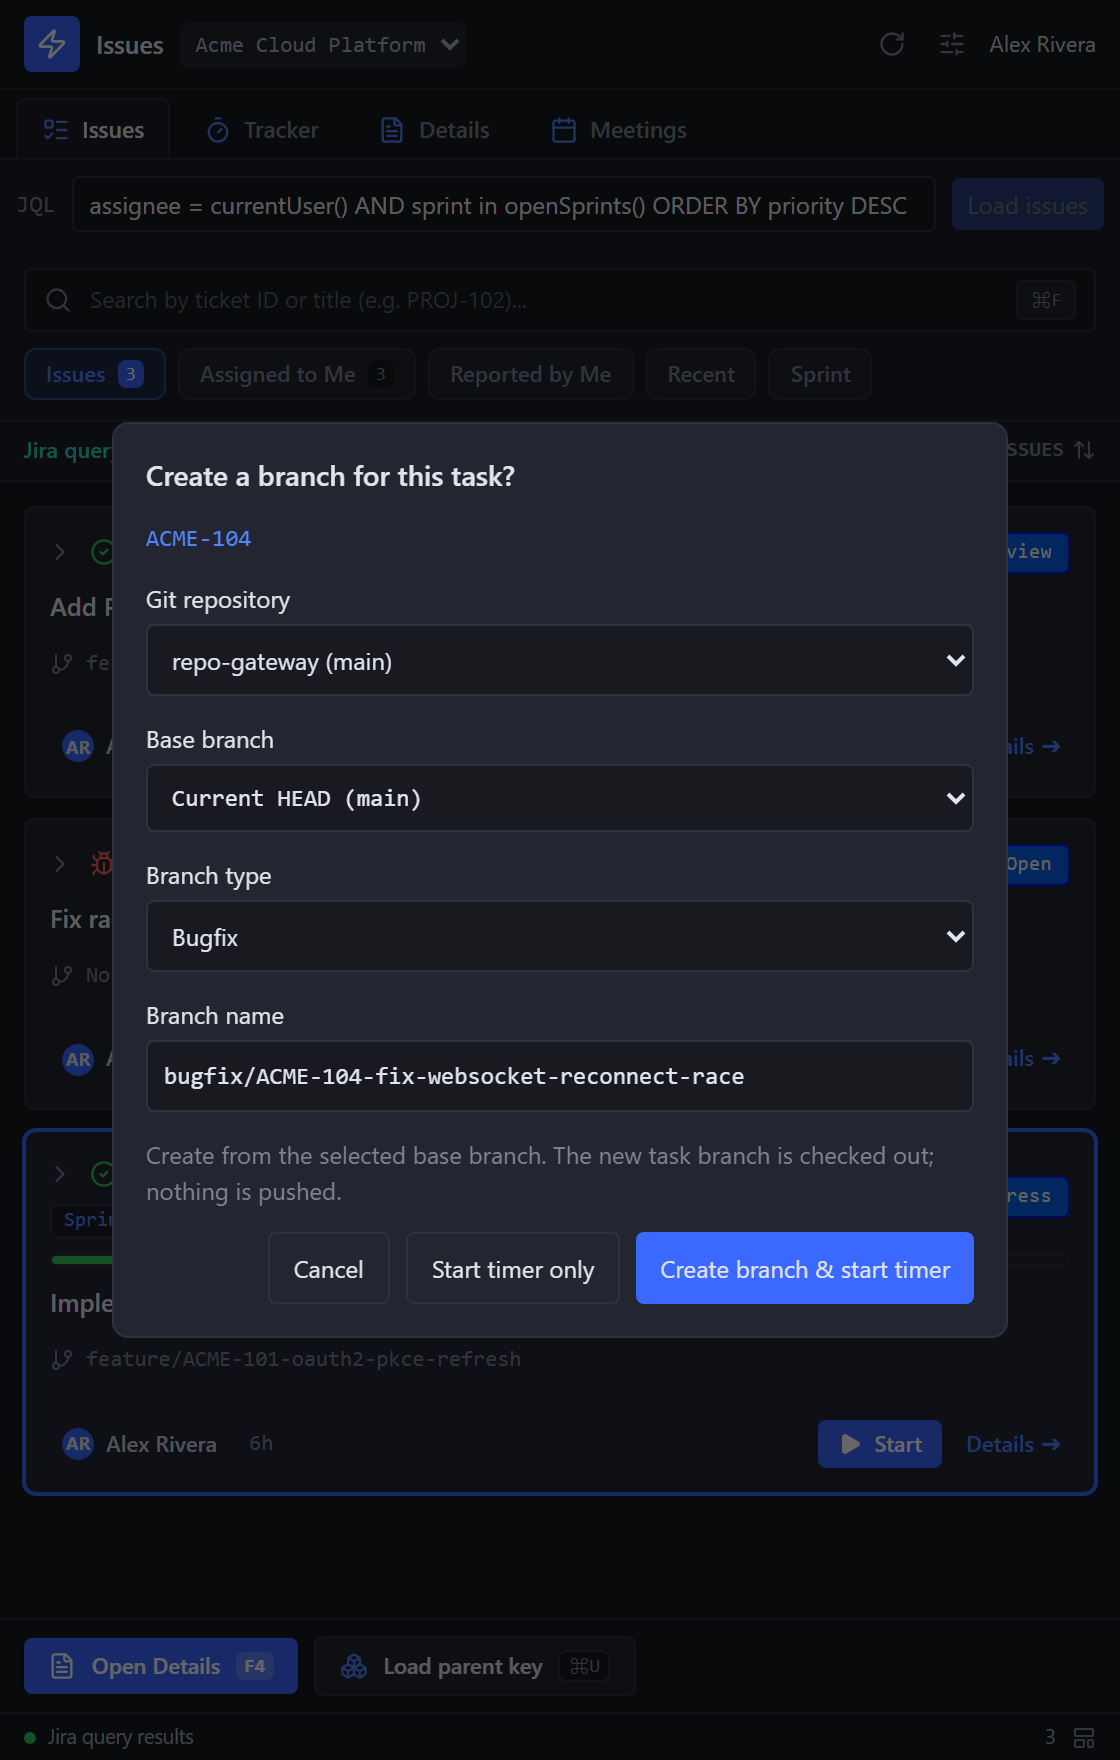 Issues
Acme Cloud Platform
Alex Rivera
Issues
Tracker
Details
Meetings
JQL
assignee = currentUser() AND sprint in openSprints() ORDER BY priority DESC
Load issues
Search by ticket ID or title (e.g. PROJ-102)...
⌘F
Issues 3
Assigned to Me 3
Reported by Me
Recent
Sprint
Jira query
SSUES
view
Add
fe
AR
ails →
Open
Fix ra
No
AR
ails →
ress
Sprin
Imple
Create a branch for this task?
ACME-104
Git repository
repo-gateway (main)
Base branch
Current HEAD (main)
Branch type
Bugfix
Branch name
bugfix/ACME-104-fix-websocket-reconnect-race
Create from the selected base branch. The new task branch is checked out;
nothing is pushed.
Cancel
Start timer only
Create branch & start timer
feature/ACME-101-oauth2-pkce-refresh
AR Alex Rivera 6h
Start
Details →
Open Details F4
Load parent key ⌘U
Jira query results
3